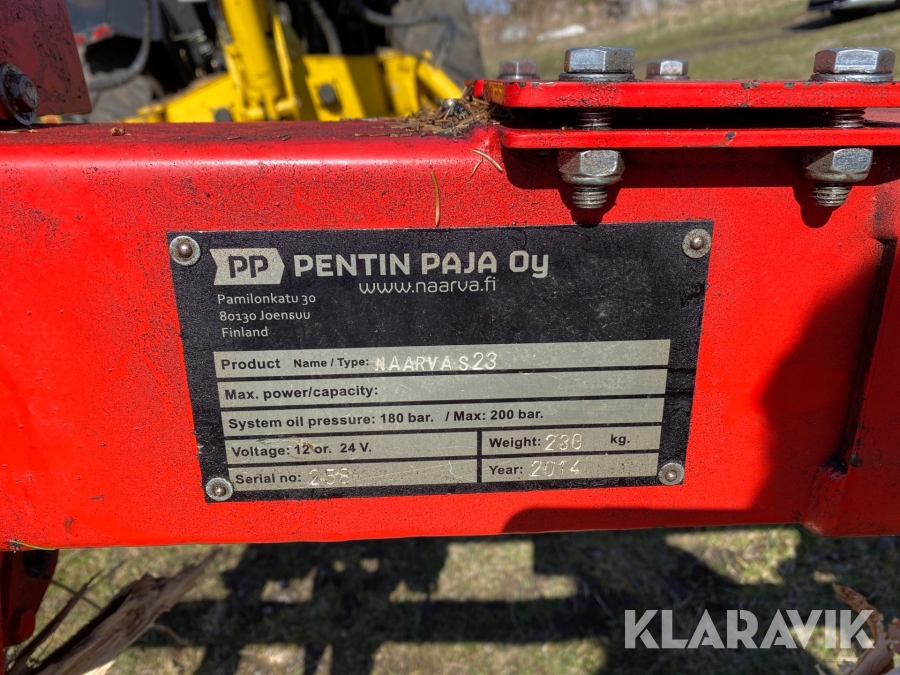 PP PENTIN PAJA Oy
www.naarva.fi
Pamilonkatu 30
80130 Joensuu
Finland
Product Name / Type: NAARVA S23
Max. power/capacity:
System oil pressure: 180 bar. / Max: 200 bar.
Voltage: 12 or. 24 V.
Weight: 238 kg.
Serial no: 258
Year: 2014
KLARAVIK